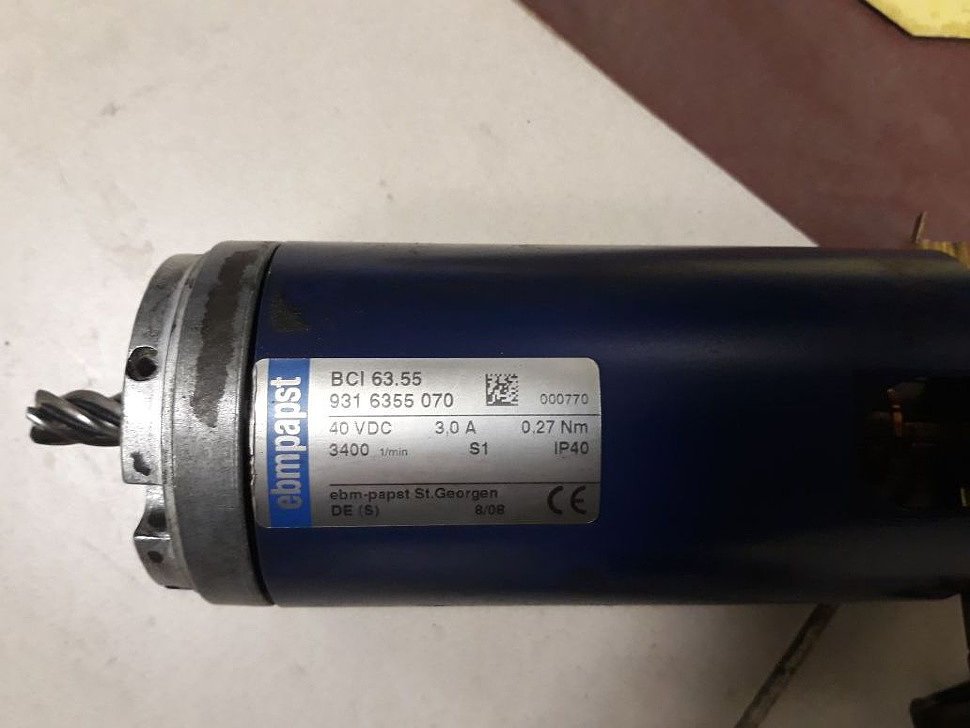 ebmpapst
BCI 63.55
931 6355 070
000770
40 VDC 3,0 A 0,27 Nm
3400 1/min S1 IP40
ebm-papst St.Georgen
DE (S) 8/08
CE